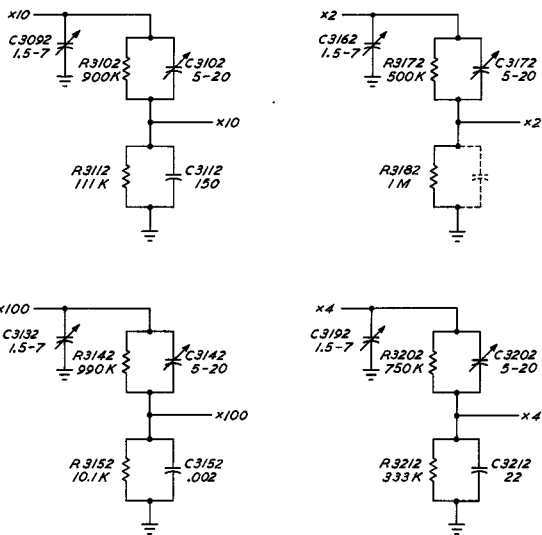 x10
C3092
1.5-7
R3102
900K
C3102
5-20
x10
R3112
111K
C3112
150
x2
C3162
1.5-7
R3172
500K
C3172
5-20
x2
R3182
1M
x100
C3132
1.5-7
R3142
990K
C3142
5-20
x100
R3152
10.1K
C3152
.002
x4
C3192
1.5-7
R3202
750K
C3202
5-20
x4
R3212
333K
C3212
22